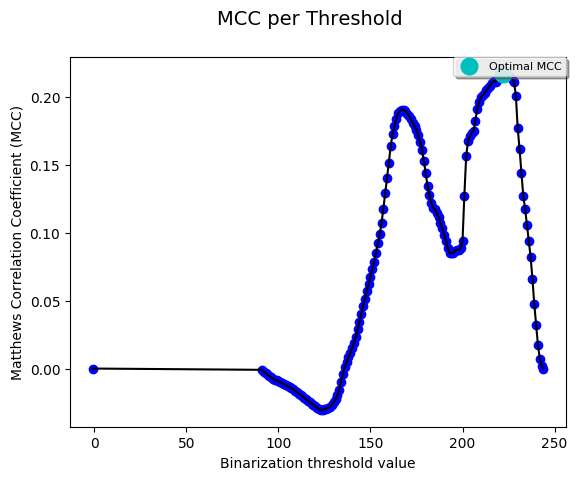 MCC per Threshold
Optimal MCC
Matthews Correlation Coefficient (MCC)
0.20
0.15
0.10
0.05
0.00
0
50
100
150
200
250
Binarization threshold value